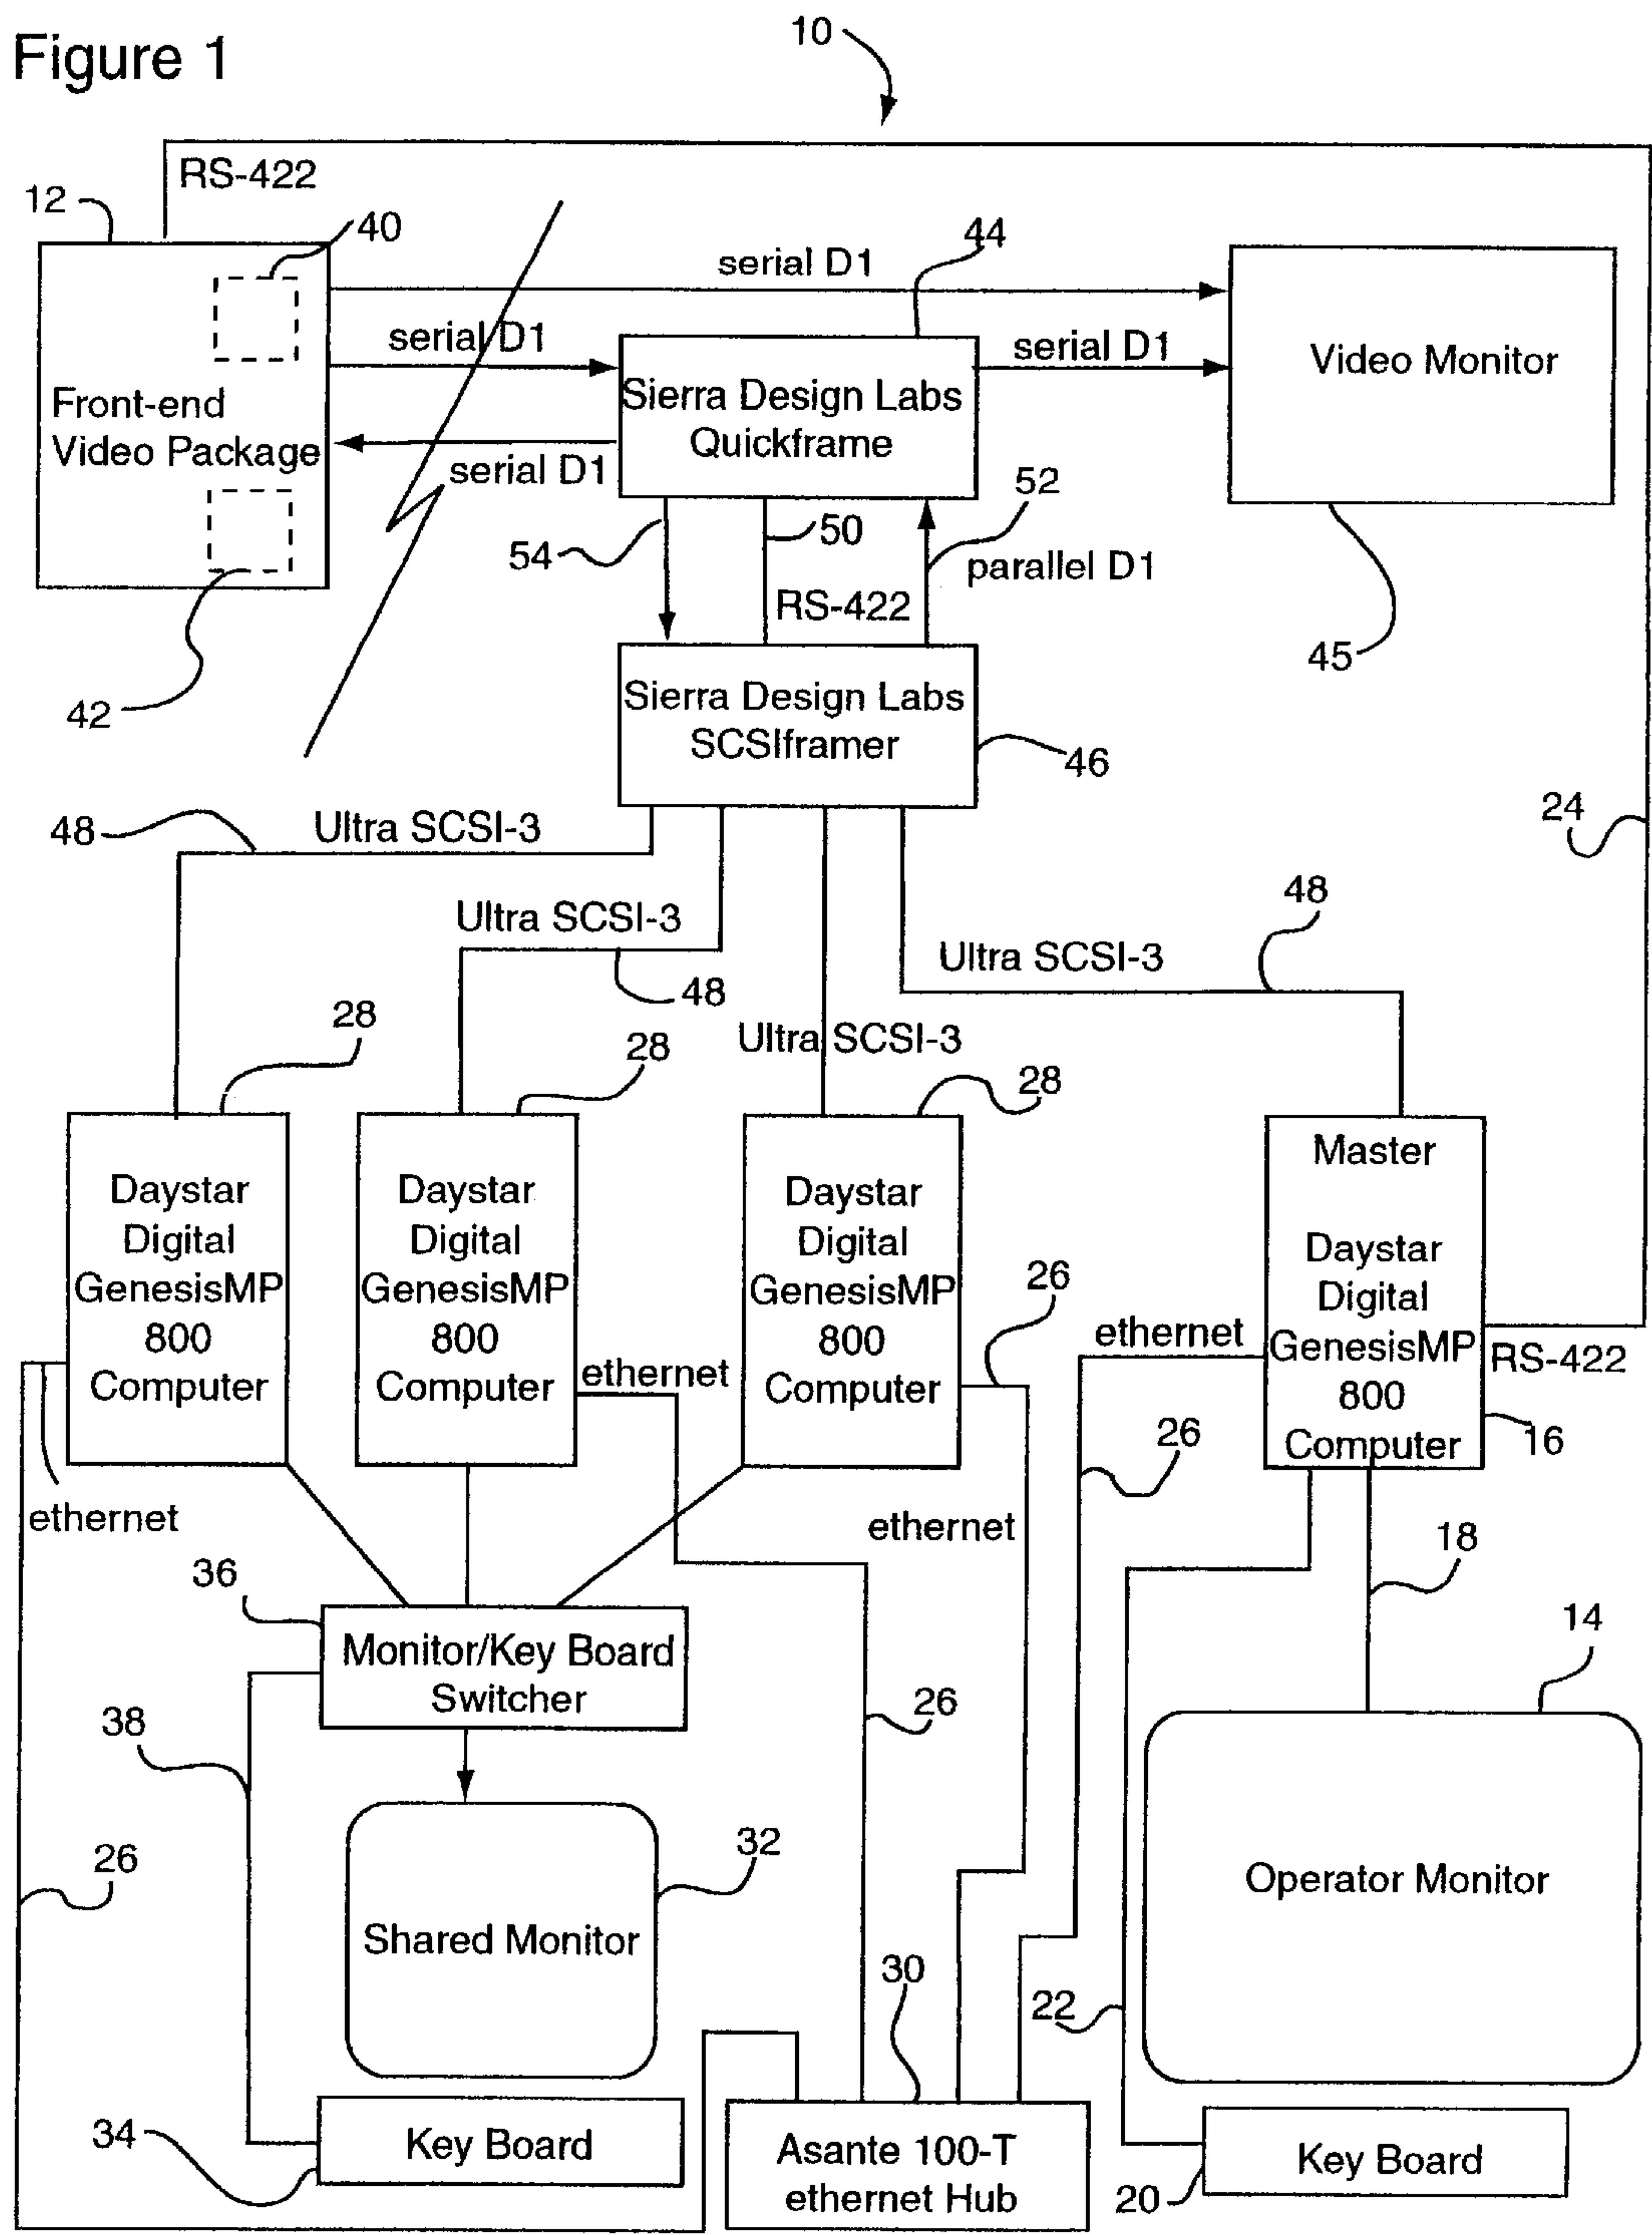 Figure 1
10
RS-422
12
40
44
serial D1
serial D1
serial D1
Front-end
Video Package
Sierra Design Labs
Quickframe
Video Monitor
serial D1
52
54
50
parallel D1
RS-422
42
45
Sierra Design Labs
SCSIframer
46
48
Ultra SCSI-3
24
Ultra SCSI-3
48
48
Ultra SCSI-3
28
28
Ultra SCSI-3
28
Daystar
Digital
GenesisMP
800
Computer
Daystar
Digital
GenesisMP
800
Computer
Daystar
Digital
GenesisMP
800
Computer
Master
Daystar
Digital
GenesisMP
800
Computer
26
ethernet
RS-422
ethernet
26
16
ethernet
ethernet
18
36
Monitor/Key Board
Switcher
14
38
26
26
32
Shared Monitor
Operator Monitor
30
22
34
Key Board
Asante 100-T
ethernet Hub
20
Key Board